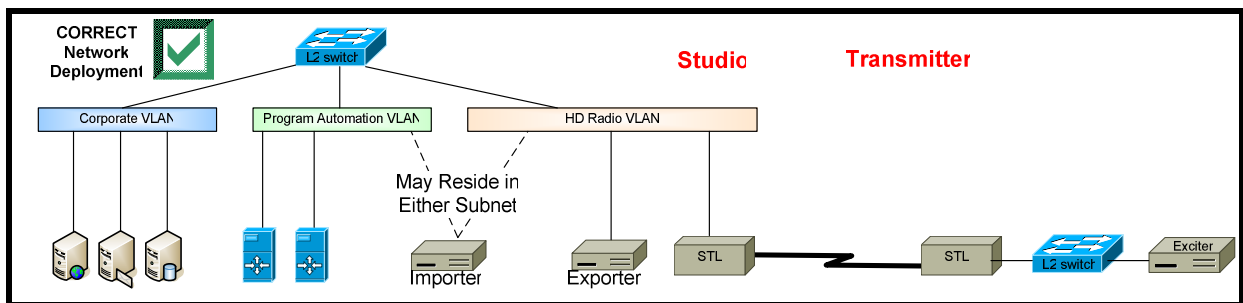 CORRECT
Network
Deployment
L2 switch
Studio
Transmitter
Corporate VLAN
Program Automation VLAN
HD Radio VLAN
May Reside in
Either Subnet
Importer
Exporter
STL
STL
L2 switch
Exciter